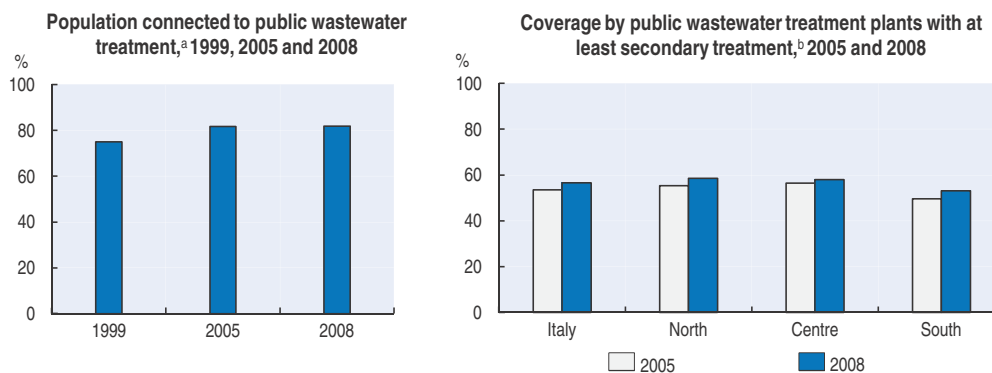 Population connected to public wastewater
treatment,ᵃ 1999, 2005 and 2008
%
100
80
60
40
20
0
1999 2005 2008
Coverage by public wastewater treatment plants with at
least secondary treatment,ᵇ 2005 and 2008
%
100
80
60
40
20
0
Italy North Centre South
2005 2008